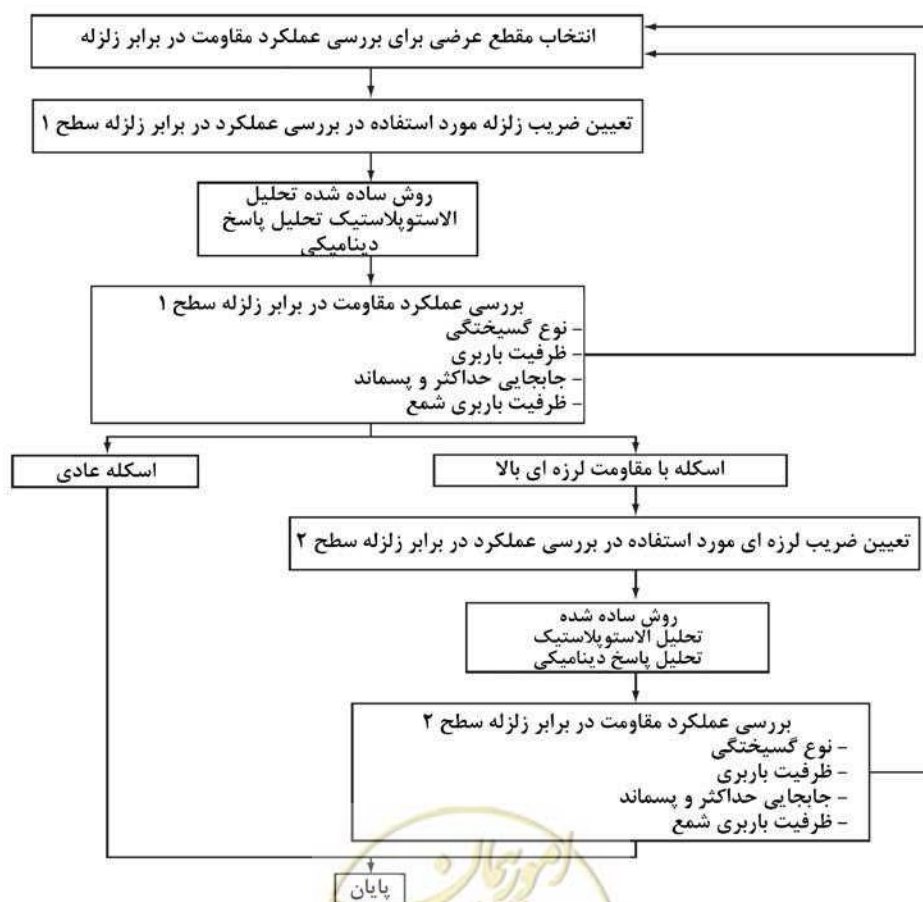 انتخاب مقطع عرضی برای بررسی عملکرد مقاومت در برابر زلزله
تعیین ضریب زلزله مورد استفاده در بررسی عملکرد در برابر زلزله سطح ۱
روش ساده شده تحلیل
الاستوپلاستیک تحلیل پاسخ
دینامیکی
بررسی عملکرد مقاومت در برابر زلزله سطح ۱
- نوع گسیختگی
- ظرفیت باربری
- جابجایی حداکثر و پسماند
- ظرفیت باربری شمع
اسکله با مقاومت لرزه ای بالا
اسکله عادی
تعیین ضریب لرزه ای مورد استفاده در بررسی عملکرد در برابر زلزله سطح ۲
روش ساده شده
تحلیل الاستوپلاستیک
تحلیل پاسخ دینامیکی
بررسی عملکرد مقاومت در برابر زلزله سطح ۲
- نوع گسیختگی
- ظرفیت باربری
- جابجایی حداکثر و پسماند
- ظرفیت باربری شمع
پایان